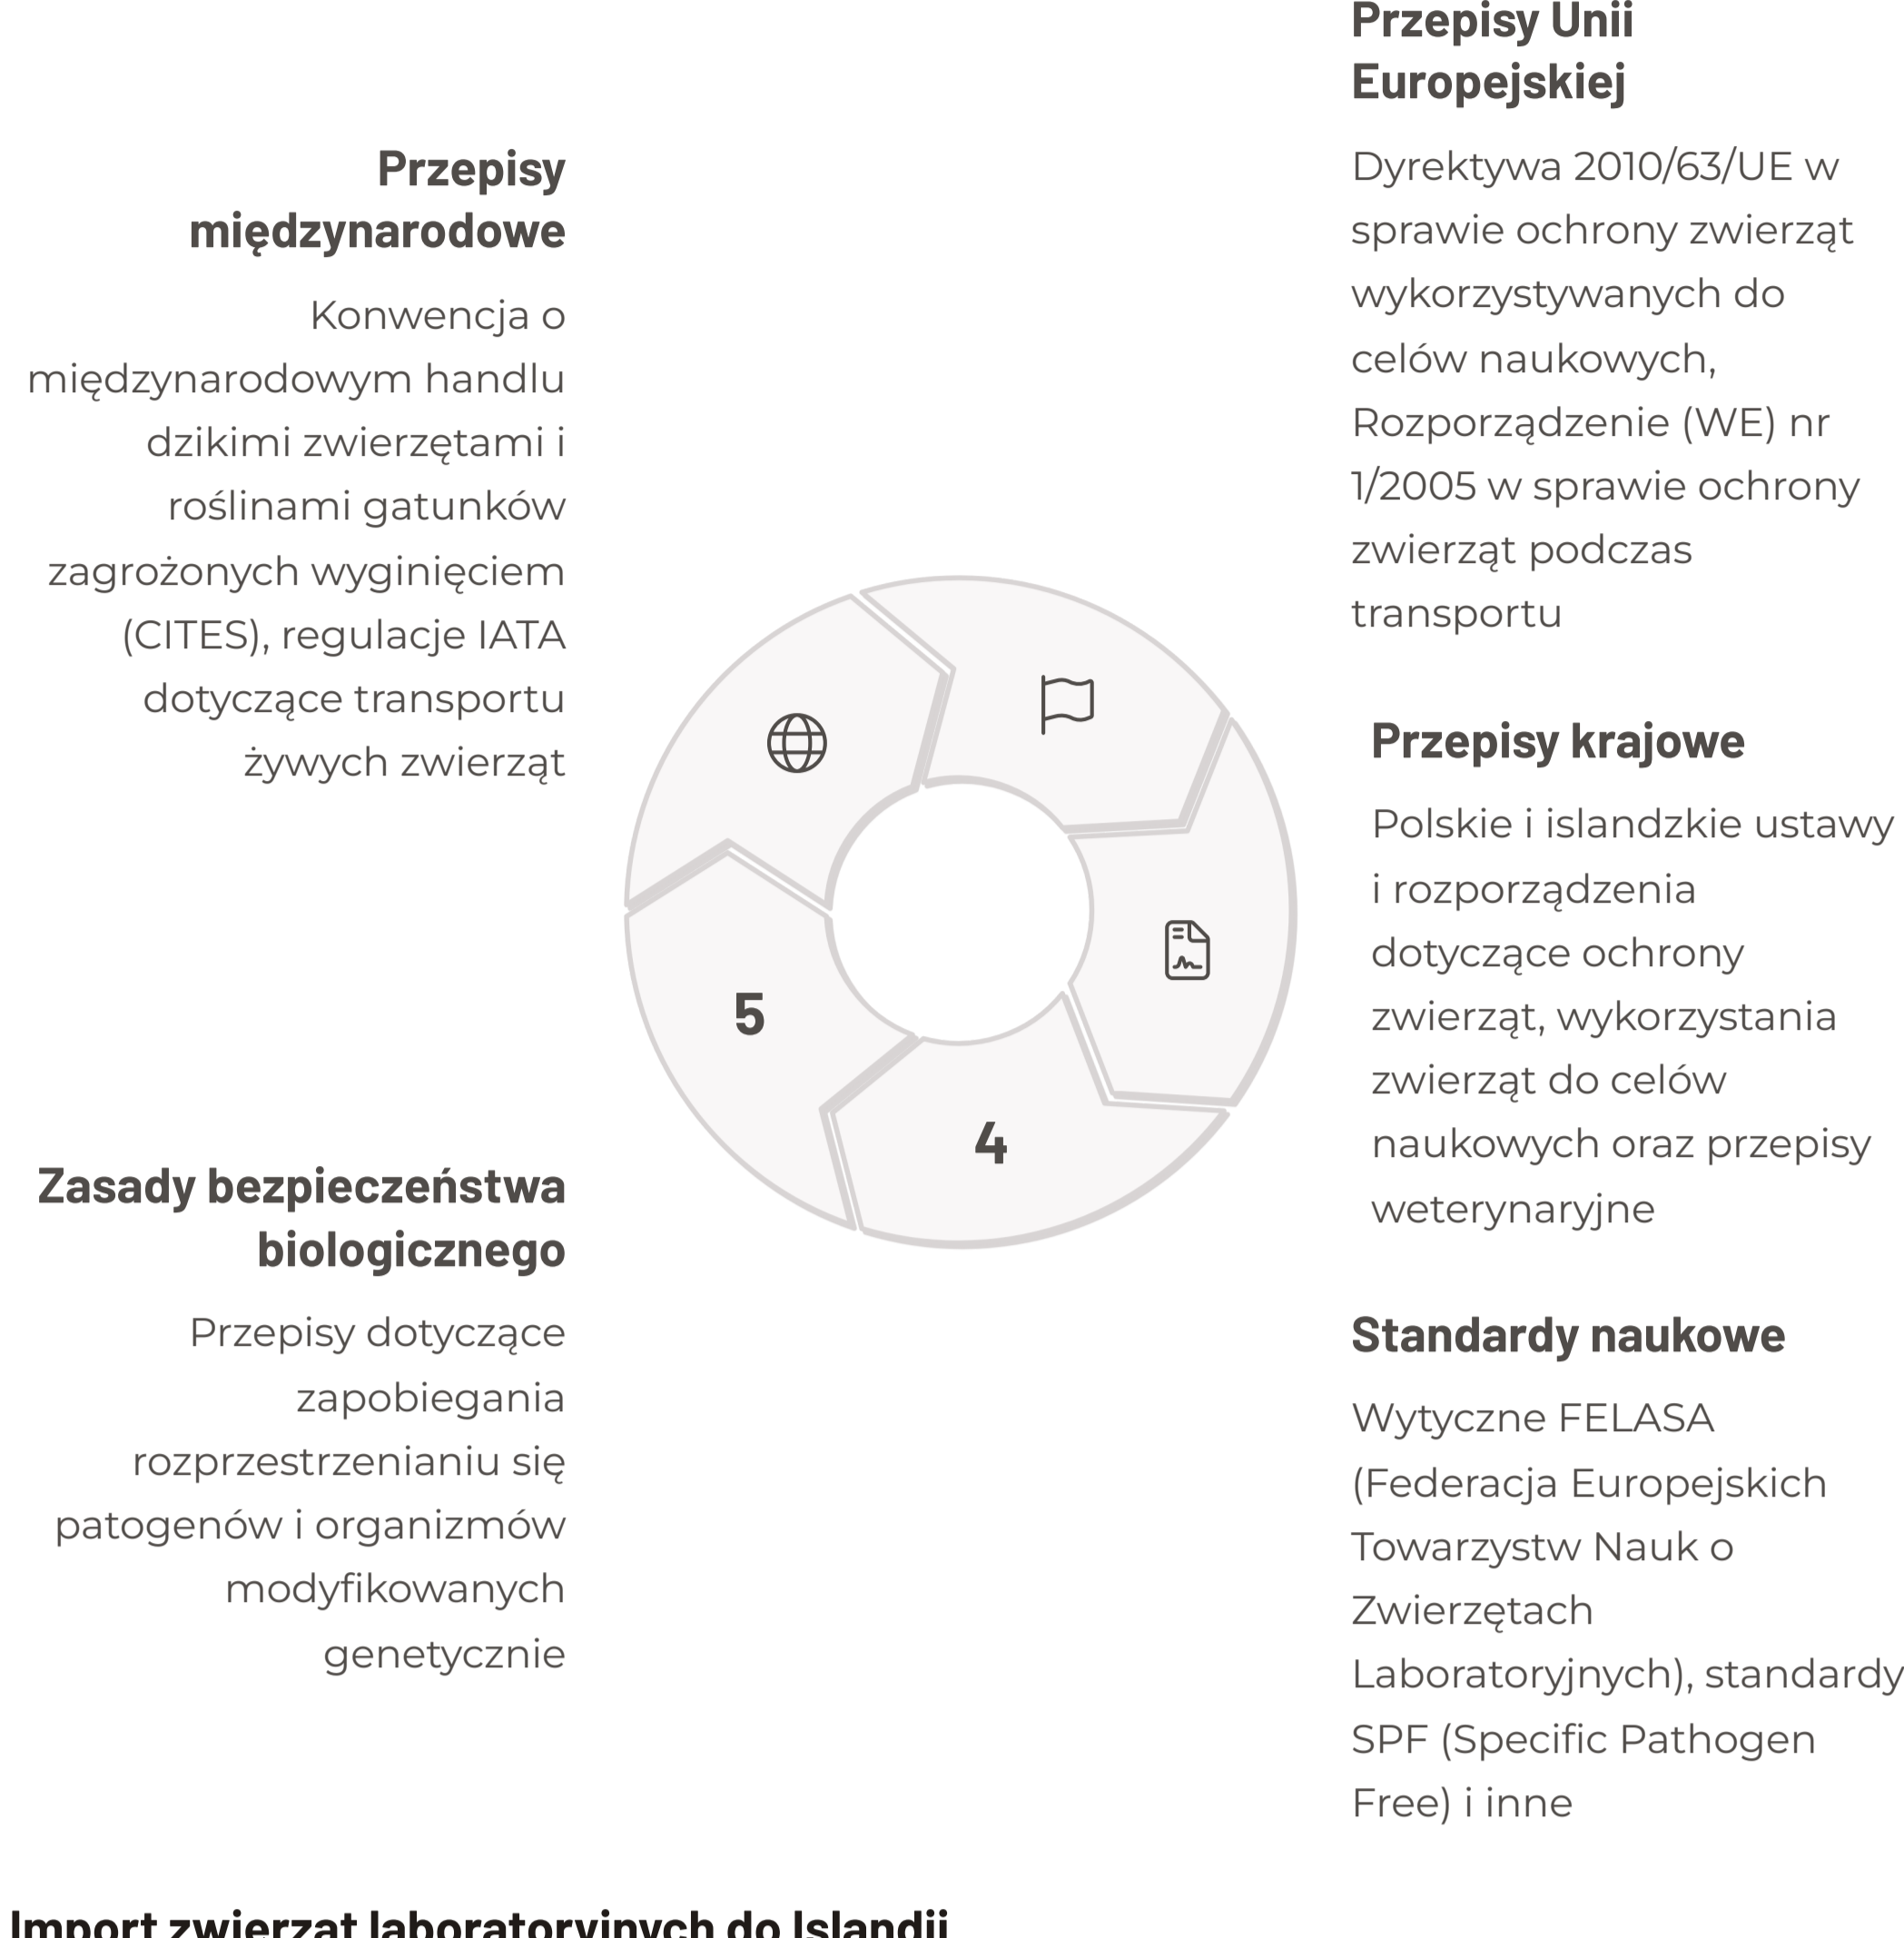 Przepisy
międzynarodowe
Konwencja o
międzynarodowym handlu
dzikimi zwierzętami i
roślinami gatunków
zagrożonych wyginięciem
(CITES), regulacje IATA
dotyczące transportu
żywych zwierząt
Przepisy Unii
Europejskiej
Dyrektywa 2010/63/UE w
sprawie ochrony zwierząt
wykorzystywanych do
celów naukowych,
Rozporządzenie (WE) nr
1/2005 w sprawie ochrony
zwierząt podczas
transportu
Przepisy krajowe
Polskie i islandzkie ustawy
i rozporządzenia
dotyczące ochrony
zwierząt, wykorzystania
zwierząt do celów
naukowych oraz przepisy
weterynaryjne
4
Standardy naukowe
Wytyczne FELASA
(Federacja Europejskich
Towarzystw Nauk o
Zwierzętach
Laboratoryjnych), standardy
SPF (Specific Pathogen
Free) i inne
5
Zasady bezpieczeństwa
biologicznego
Przepisy dotyczące
zapobiegania
rozprzestrzenianiu się
patogenów i organizmów
modyfikowanych
genetycznie
Import zwierząt laboratoryjnych do Islandii